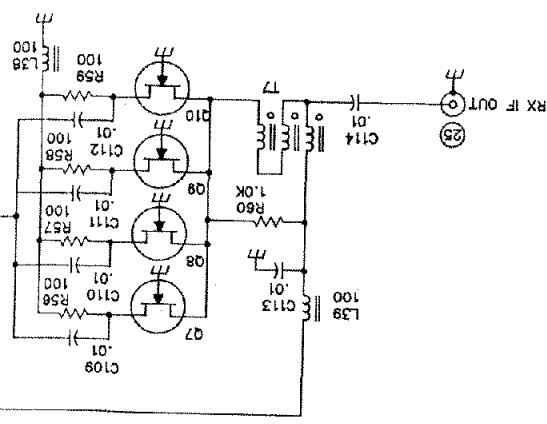 C109
.01
Q7
L39
100
C113
.01
C110
.01
R56
100
Q8
C111
.01
R57
100
R60
1.0K
Q9
C112
.01
R58
100
25
C114
.01
Q10
RX IF OUT
T7
R59
100
L38
100